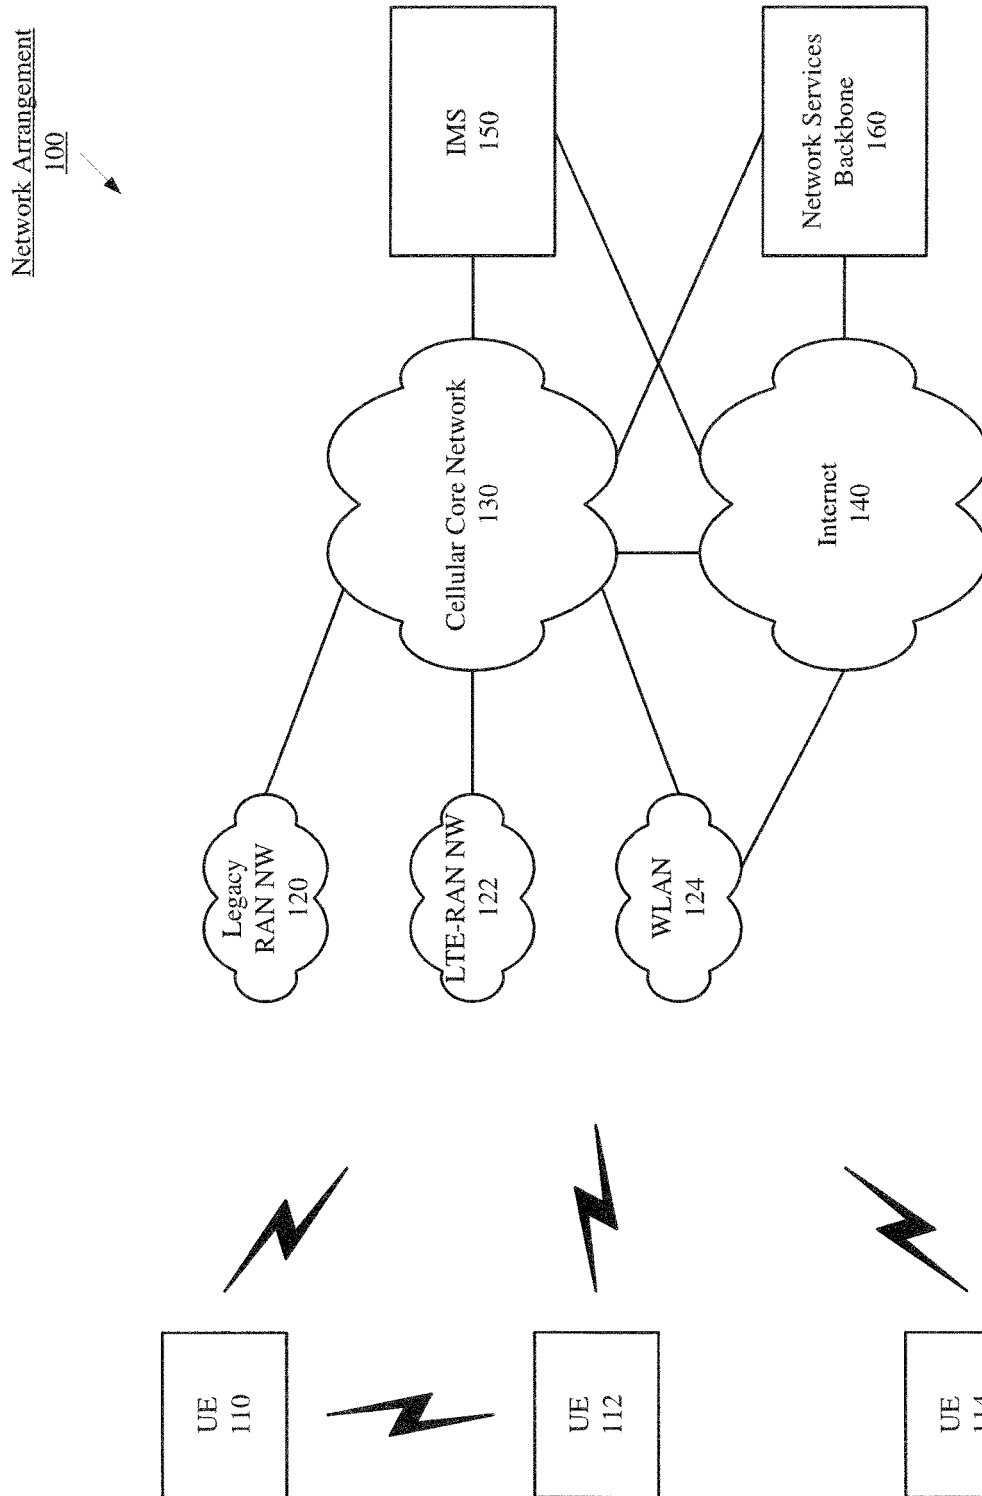 Network Arrangement
100
UE
110
UE
112
UE
114
Legacy
RAN NW
120
LTE-RAN NW
122
WLAN
124
Cellular Core Network
130
Internet
140
IMS
150
Network Services
Backbone
160